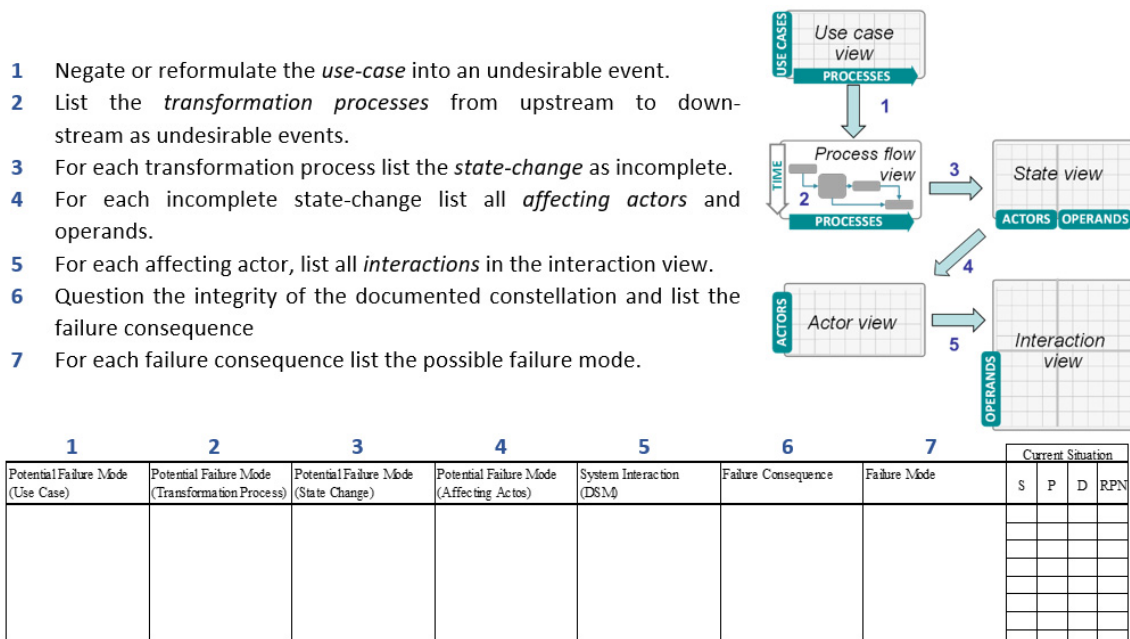 1 Negate or reformulate the use-case into an undesirable event.
2 List the transformation processes from upstream to down-
stream as undesirable events.
3 For each transformation process list the state-change as incomplete.
4 For each incomplete state-change list all affecting actors and
operands.
5 For each affecting actor, list all interactions in the interaction view.
6 Question the integrity of the documented constellation and list the
failure consequence
7 For each failure consequence list the possible failure mode.
USE CASES
Use case
view
PROCESSES
1
TIME
Process flow
view
2
PROCESSES
3
State view
ACTORS OPERANDS
4
ACTORS
Actor view
5
Interaction
view
OPERANDS
1 2 3 4 5 6 7
Current Situation
Potential Failure Mode
(Use Case)
Potential Failure Mode
(Transformation Process)
Potential Failure Mode
(State Change)
Potential Failure Mode
(Affecting Actos)
System Interaction
(DSM)
Failure Consequence
Failure Mode
S P D RPN